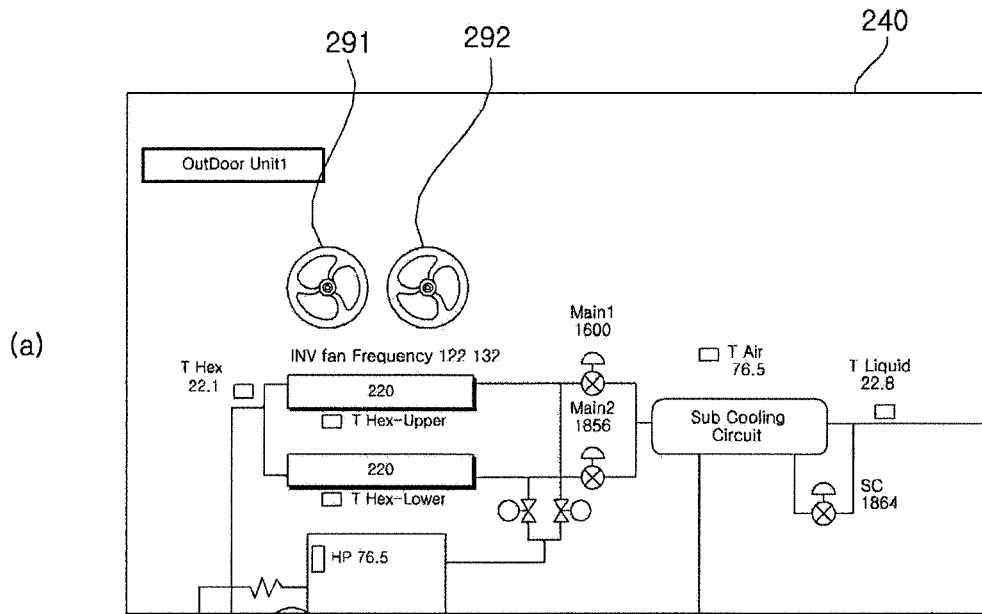 291
292
240
OutDoor Unit1
(a)
INV fan Frequency 122 132
T Hex
22.1
220
T Hex-Upper
220
T Hex-Lower
HP 76.5
Main1
1600
Main2
1856
T Air
76.5
T Liquid
22.8
Sub Cooling
Circuit
SC
1864